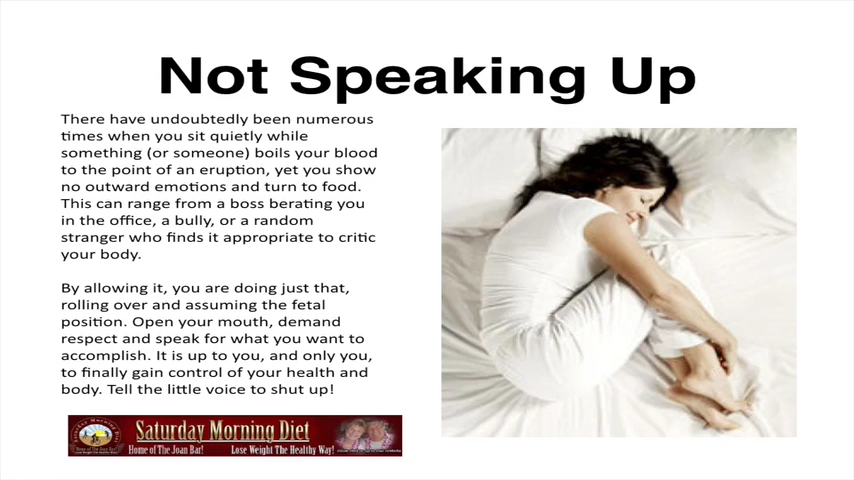 Not Speaking Up
There have undoubtedly been numerous
times when you sit quietly while
something (or someone) boils your blood
to the point of an eruption, yet you show
no outward emotions and turn to food.
This can range from a boss berating you
in the office, a bully, or a random
stranger who finds it appropriate to critic
your body.
By allowing it, you are doing just that,
rolling over and assuming the fetal
position. Open your mouth, demand
respect and speak for what you want to
accomplish. It is up to you, and only you,
to finally gain control of your health and
body. Tell the little voice to shut up!
Saturday Morning Diet
Home of The Joan Bar! Lose Weight The Healthy Way!